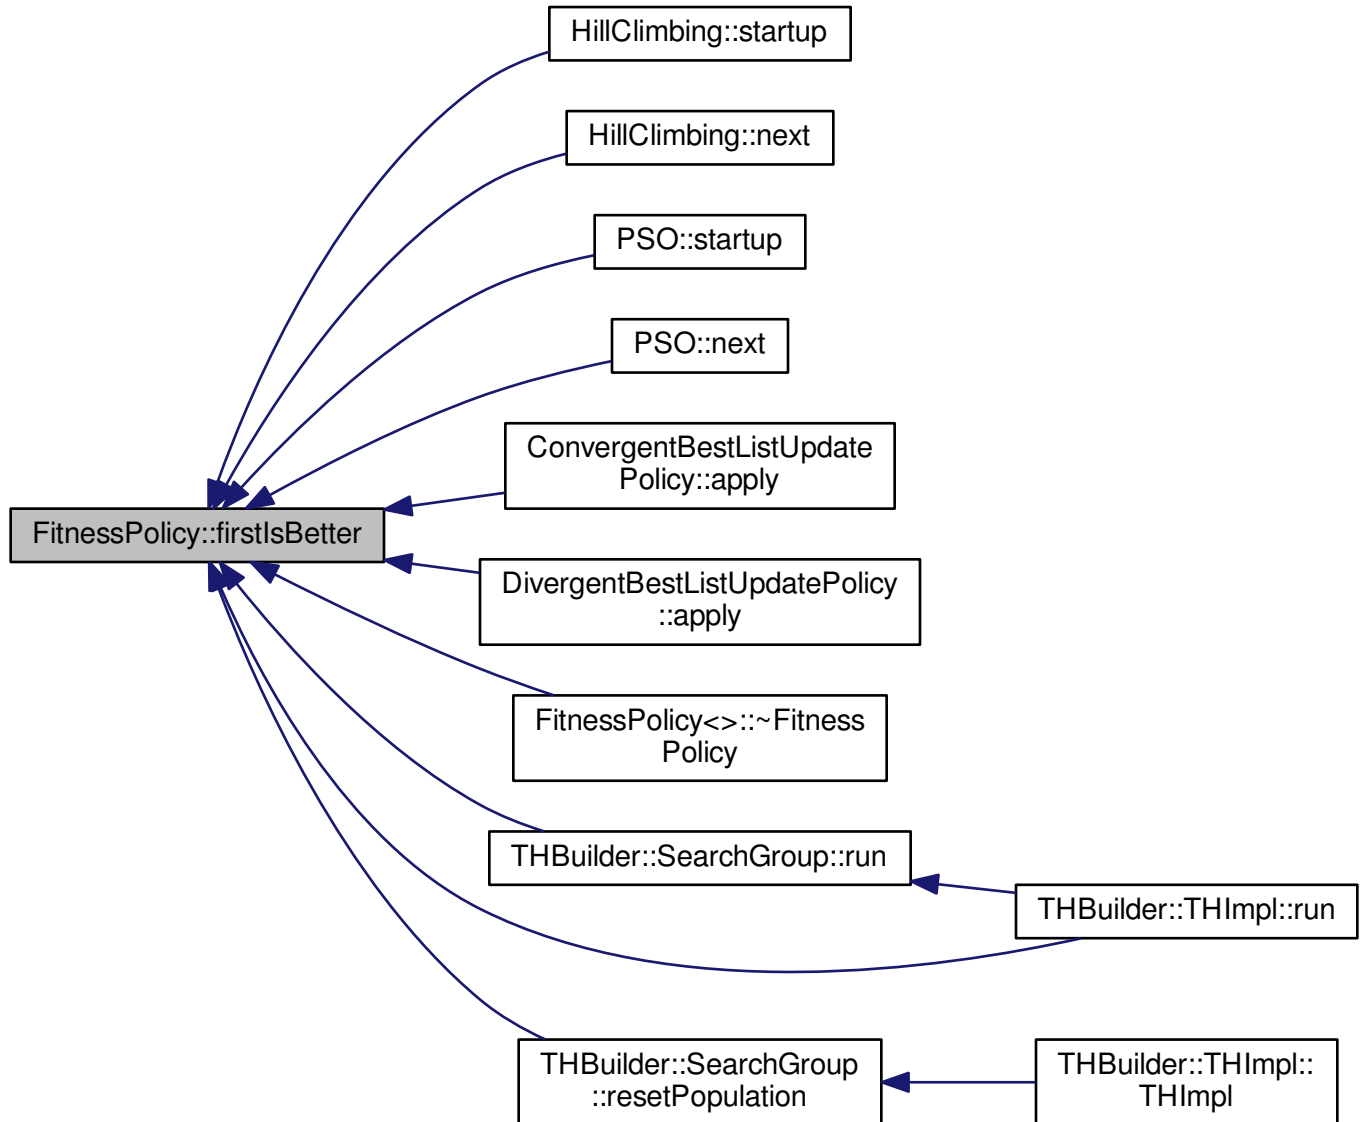 HillClimbing::startup
HillClimbing::next
PSO::startup
PSO::next
ConvergentBestListUpdate
Policy::apply
FitnessPolicy::firstIsBetter
DivergentBestListUpdatePolicy
::apply
FitnessPolicy<>::~Fitness
Policy
THBuilder::SearchGroup::run
THBuilder::THImpl::run
THBuilder::SearchGroup
::resetPopulation
THBuilder::THImpl::
THImpl